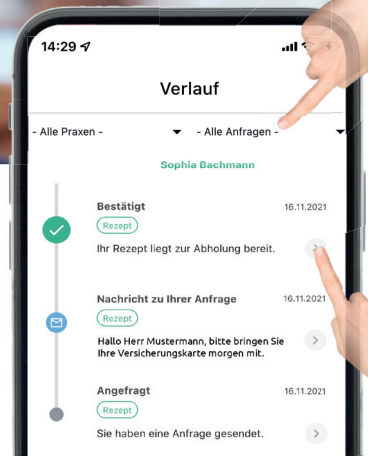 14:29
Verlauf
- Alle Praxen -
- Alle Anfragen -
Sophia Bachmann
Bestätigt
16.11.2021
Rezept
Ihr Rezept liegt zur Abholung bereit.
Nachricht zu Ihrer Anfrage
16.11.2021
Rezept
Hallo Herr Mustermann, bitte bringen Sie
Ihre Versicherungskarte morgen mit.
Angefragt
16.11.2021
Rezept
Sie haben eine Anfrage gesendet.